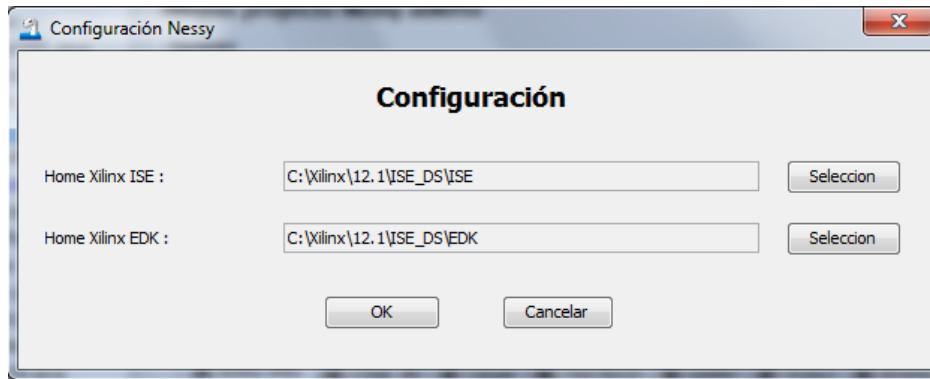 Configuración Nessy
Configuración
Home Xilinx ISE : C:\Xilinx\12.1\ISE_DS\ISE Seleccion
Home Xilinx EDK : C:\Xilinx\12.1\ISE_DS\EDK Seleccion
OK Cancelar